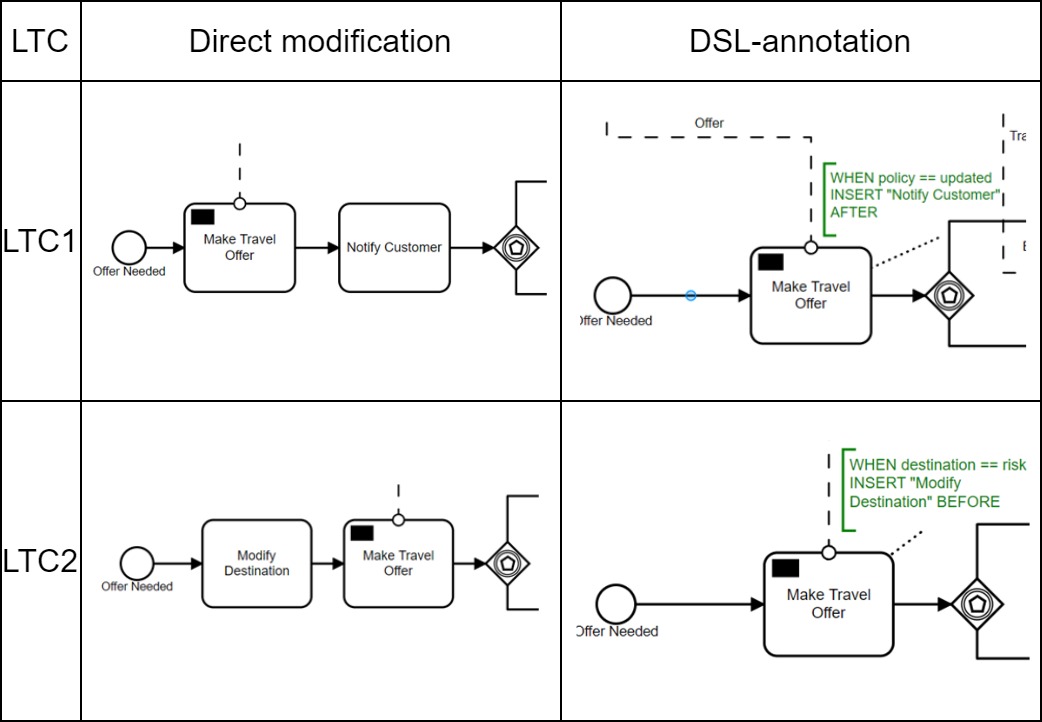 LTC
Direct modification
DSL-annotation
LTC1
Make Travel
Offer
Notify Customer
Offer Needed
Offer
Tra
WHEN policy == updated
INSERT "Notify Customer"
AFTER
E
Make Travel
Offer
Offer Needed
LTC2
Modify
Destination
Make Travel
Offer
Offer Needed
WHEN destination == risk
INSERT "Modify
Destination" BEFORE
Make Travel
Offer
Offer Needed